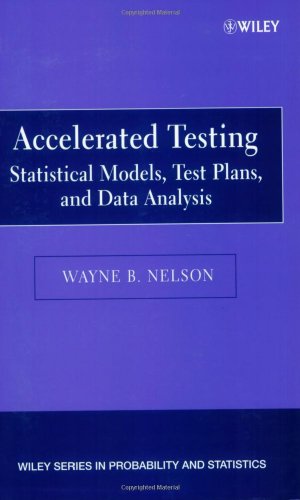 WILEY
Accelerated Testing
Statistical Models, Test Plans,
and Data Analysis
WAYNE B. NELSON
WILEY SERIES IN PROBABILITY AND STATISTICS